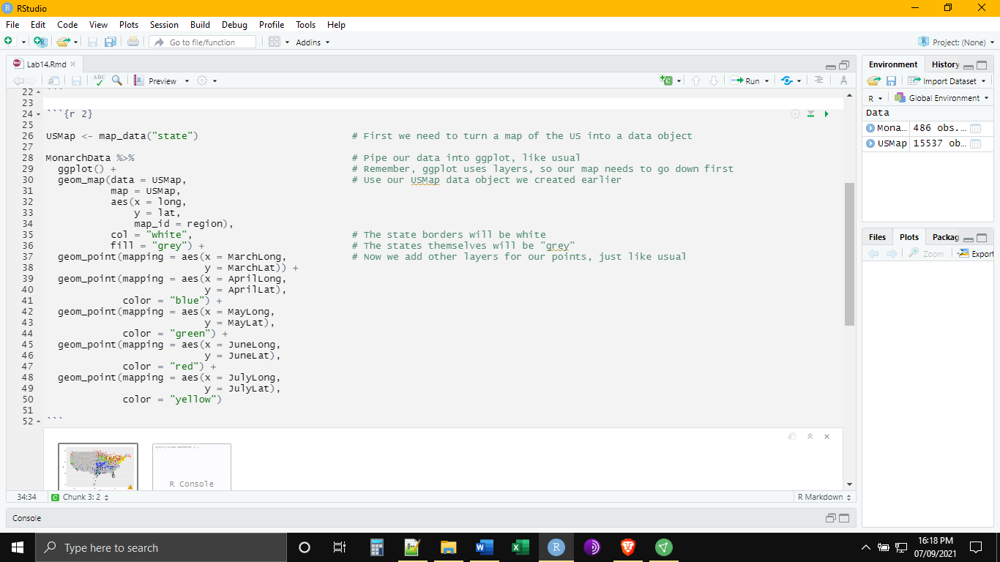 RStudio
File Edit Code View Plots Session Build Debug Profile Tools Help
Go to file/function Addins Project: (None)
Lab14.Rmd
ABC Preview Run
22 ```
23
24 ```{r 2}
25
26 USMap <- map_data("state") # First we need to turn a map of the US into a data object
27
28 MonarchData %>% # Pipe our data into ggplot, like usual
29 ggplot() + # Remember, ggplot uses layers, so our map needs to go down first
30 geom_map(data = USMap, # Use our USMap data object we created earlier
31 map = USMap,
32 aes(x = long,
33 y = lat,
34 map_id = region),
35 col = "white", # The state borders will be white
36 fill = "grey") + # The states themselves will be "grey"
37 geom_point(mapping = aes(x = MarchLong, # Now we add other layers for our points, just like usual
38 y = MarchLat)) +
39 geom_point(mapping = aes(x = AprilLong,
40 y = AprilLat),
41 color = "blue") +
42 geom_point(mapping = aes(x = MayLong,
43 y = MayLat),
44 color = "green") +
45 geom_point(mapping = aes(x = JuneLong,
46 y = JuneLat),
47 color = "red") +
48 geom_point(mapping = aes(x = JulyLong,
49 y = JulyLat),
50 color = "yellow")
51
52 ```
R Console
34:34 C Chunk 3: 2 R Markdown
Console
Environment History
Import Dataset
R Global Environment
Data
Mona... 486 obs....
USMap 15537 ob...
Files Plots Packag
Zoom Export
Type here to search
16:18 PM
07/09/2021